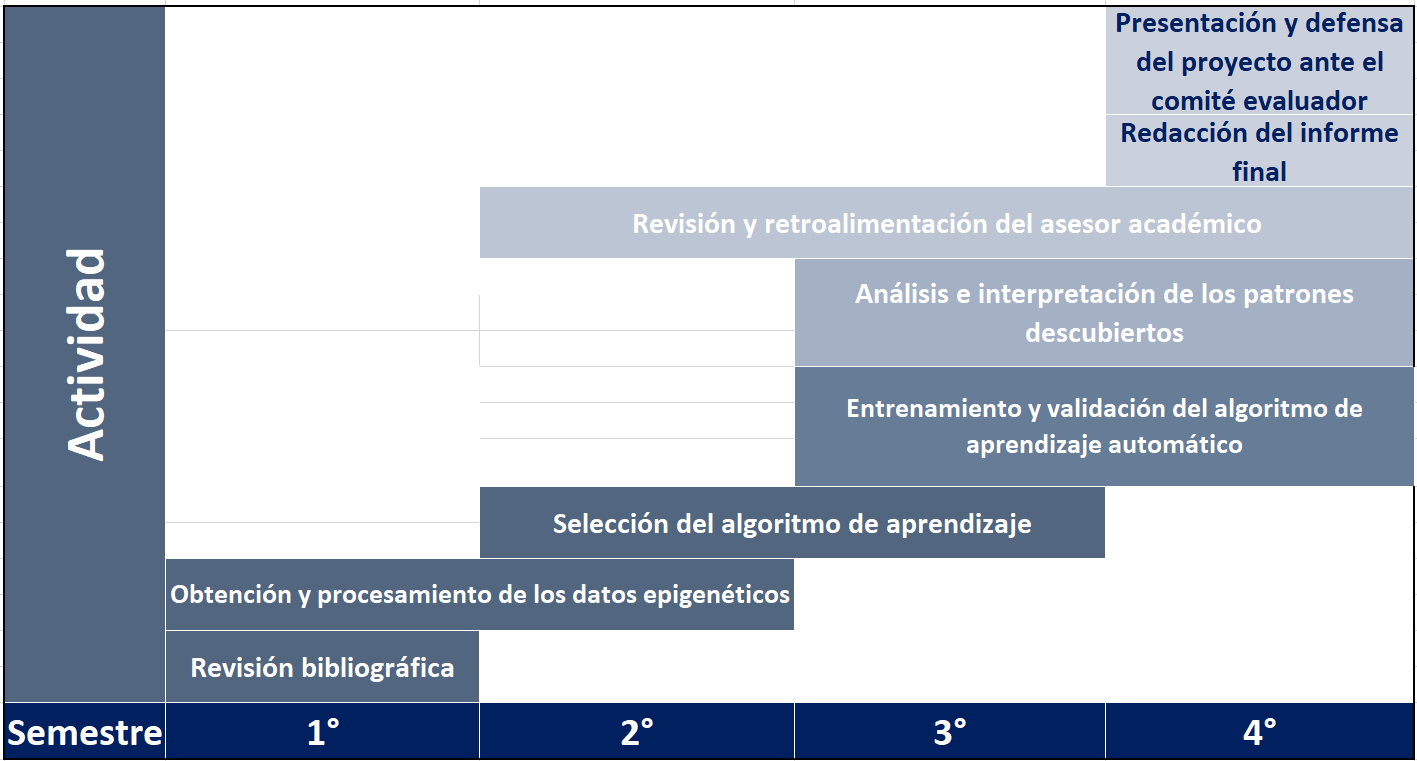 Actividad
Presentación y defensa
del proyecto ante el
comité evaluador
Redacción del informe
final
Revisión y retroalimentación del asesor académico
Análisis e interpretación de los patrones
descubiertos
Entrenamiento y validación del algoritmo de
aprendizaje automático
Selección del algoritmo de aprendizaje
Obtención y procesamiento de los datos epigenéticos
Revisión bibliográfica
Semestre 1° 2° 3° 4°